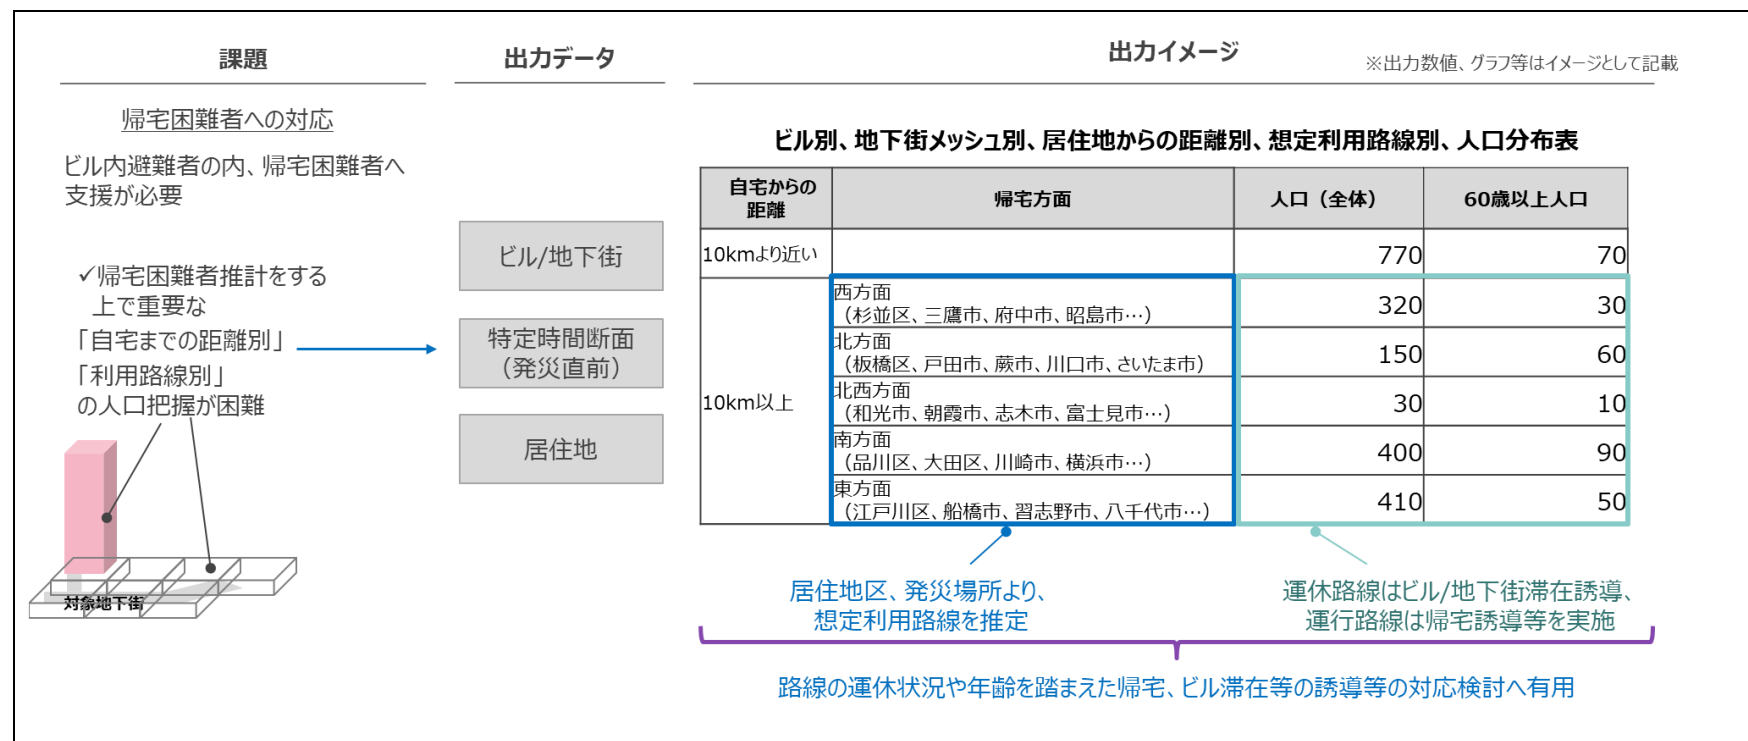 課題
出力データ
出力イメージ
※出力数値、グラフ等はイメージとして記載
帰宅困難者への対応
ビル内避難者の内、帰宅困難者へ
支援が必要
✓帰宅困難者推計をする
上で重要な
「自宅までの距離別」
「利用路線別」
の人口把握が困難
対象地下街
ビル/地下街
特定時間断面
（発災直前）
居住地
ビル別、地下街メッシュ別、居住地からの距離別、想定利用路線別、人口分布表
自宅からの
距離
帰宅方面
人口（全体）
60歳以上人口
10kmより近い
770
70
10km以上
西方面
（杉並区、三鷹市、府中市、昭島市…）
320
30
北方面
（板橋区、戸田市、蕨市、川口市、さいたま市）
150
60
北西方面
（和光市、朝霞市、志木市、富士見市…）
30
10
南方面
（品川区、大田区、川崎市、横浜市…）
400
90
東方面
（江戸川区、船橋市、習志野市、八千代市…）
410
50
居住地区、発災場所より、
想定利用路線を推定
運休路線はビル/地下街滞在誘導、
運行路線は帰宅誘導等を実施
路線の運休状況や年齢を踏まえた帰宅、ビル滞在等の誘導等の対応検討へ有用